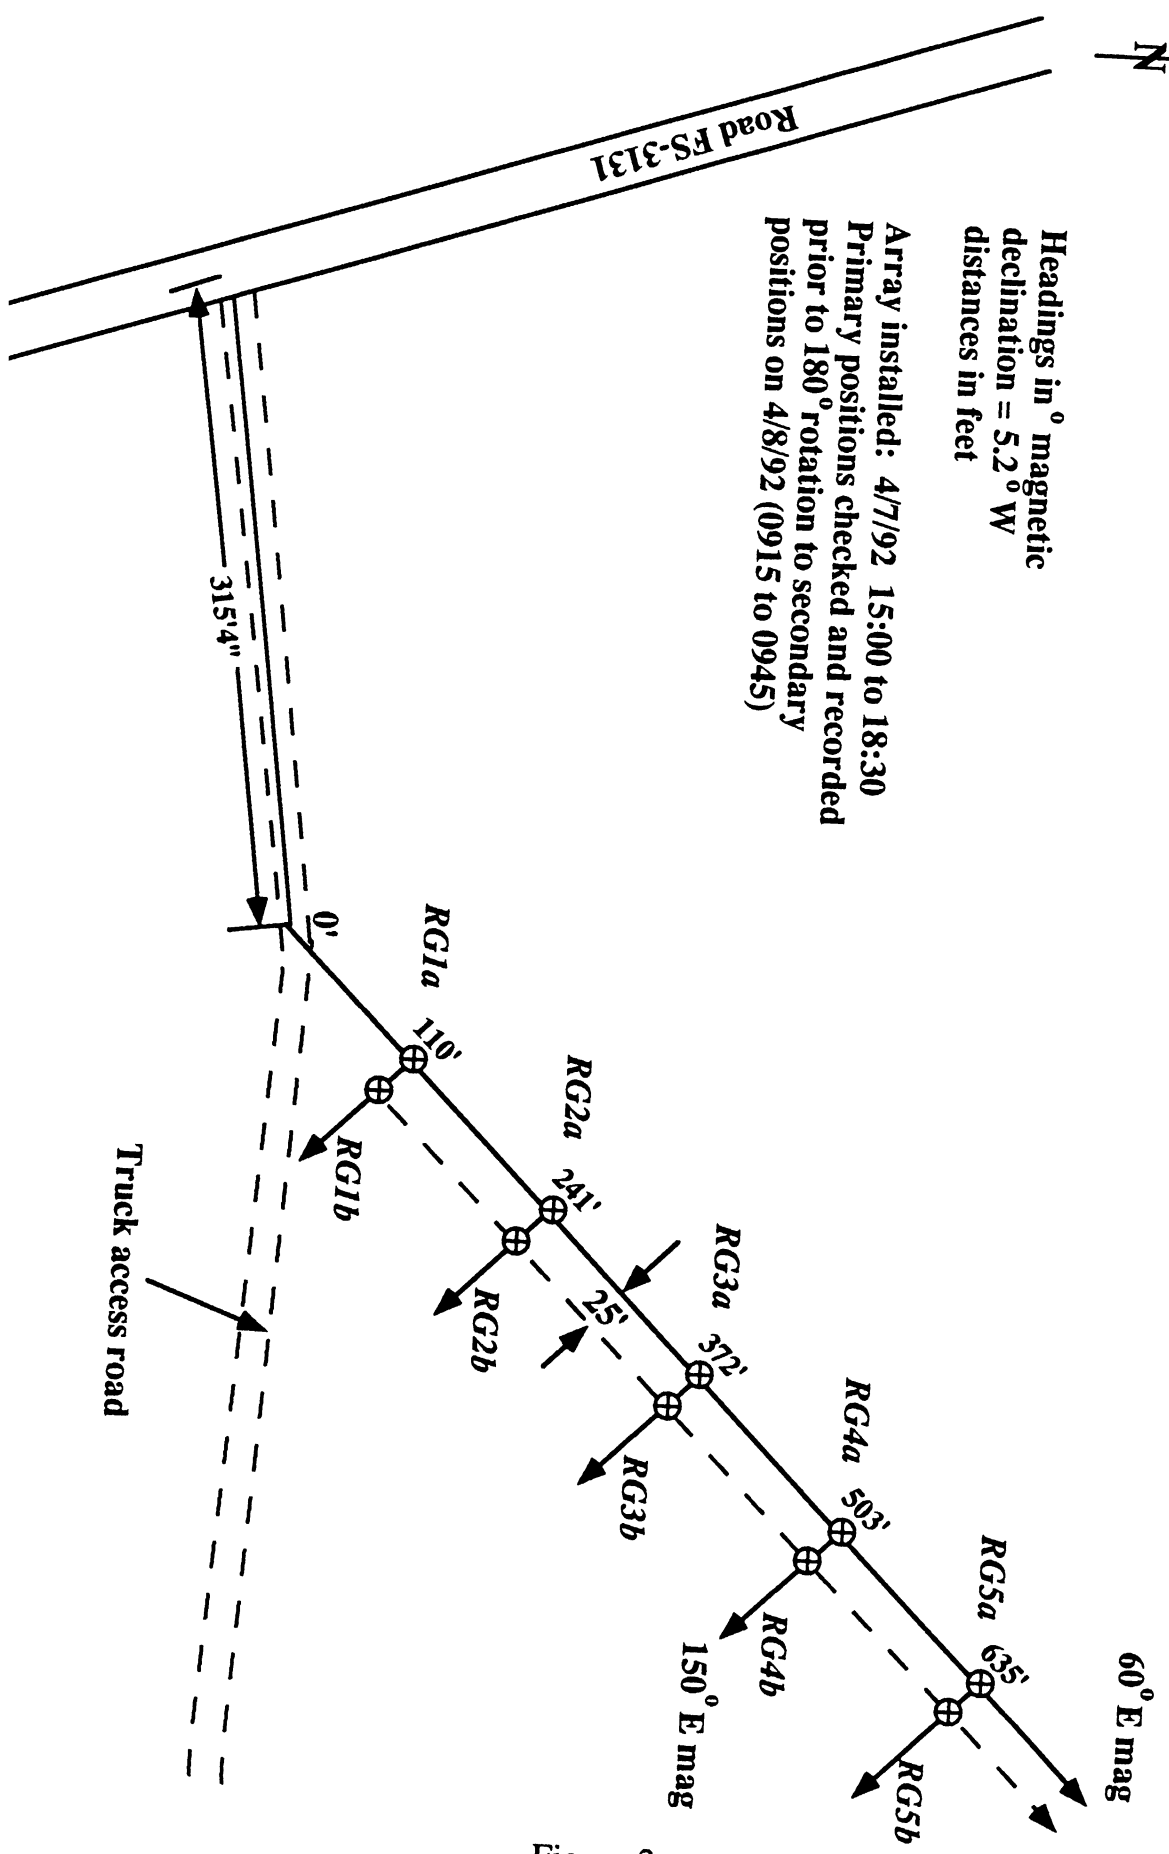 N
Road FS-3131
Headings in° magnetic
declination = 5.2° W
distances in feet
Array installed: 4/7/92 15:00 to 18:30
Primary positions checked and recorded
prior to 180° rotation to secondary
positions on 4/8/92 (0915 to 0945)
315'4"
0'
RG1a
110'
RG1b
RG2a
241'
RG2b
25'
RG3a
372'
RG3b
RG4a
503'
RG4b
RG5a
635'
RG5b
60° E mag
150° E mag
Truck access road